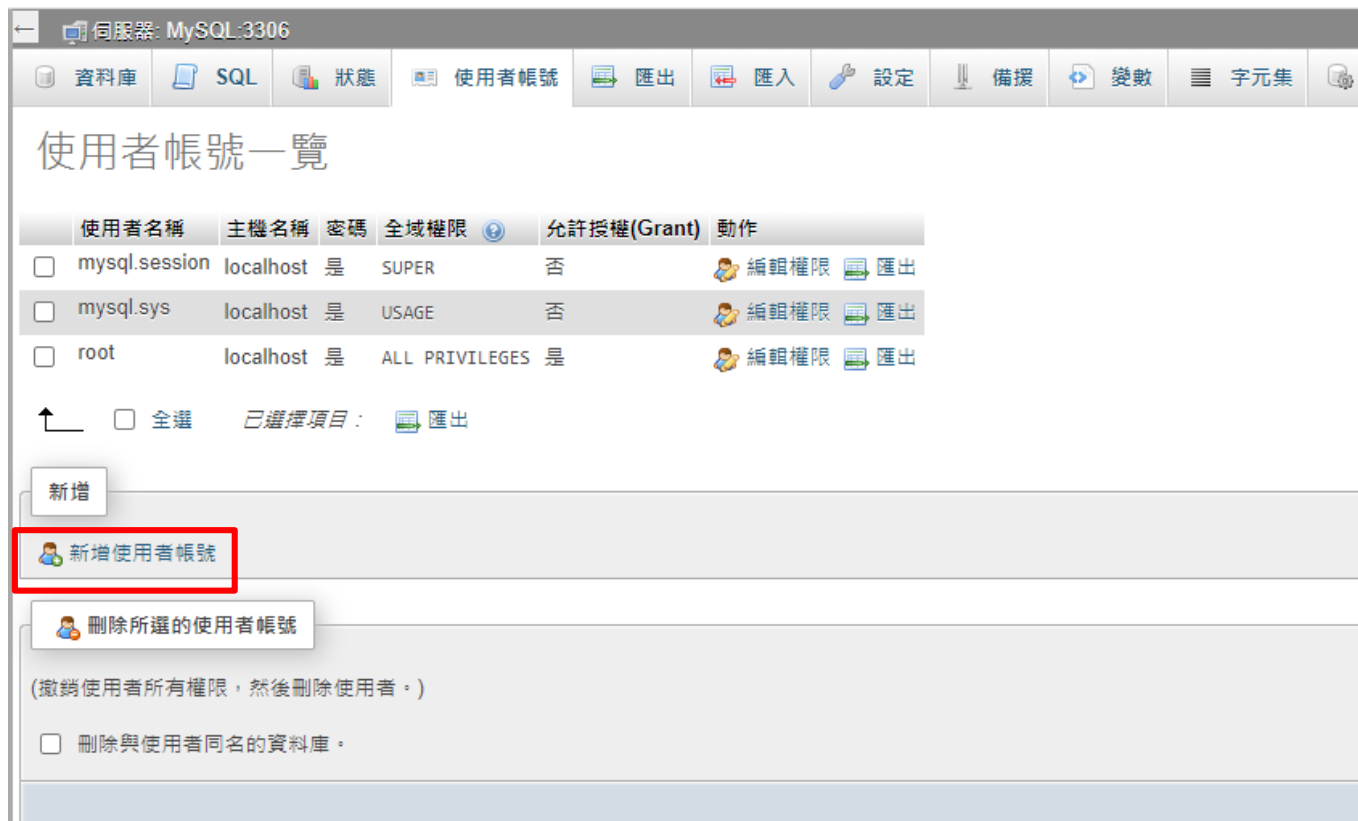 伺服器: MySQL:3306
資料庫 SQL 狀態 使用者帳號 匯出 匯入 設定 備援 變數 字元集
使用者帳號一覽
使用者名稱 主機名稱 密碼 全域權限 允許授權(Grant) 動作
mysql.session localhost 是 SUPER 否 編輯權限 匯出
mysql.sys localhost 是 USAGE 否 編輯權限 匯出
root localhost 是 ALL PRIVILEGES 是 編輯權限 匯出
全選 已選擇項目： 匯出
新增
新增使用者帳號
刪除所選的使用者帳號
(撤銷使用者所有權限，然後刪除使用者。)
刪除與使用者同名的資料庫。